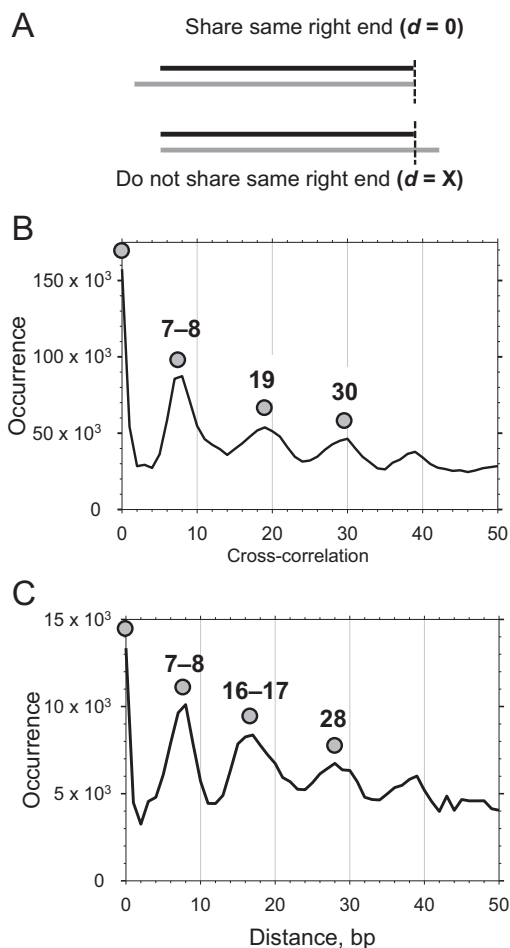 A
Share same right end (d = 0)
Do not share same right end (d = X)
B
Occurrence
150 x 10³
100 x 10³
50 x 10³
0
7–8
19
30
0 10 20 30 40 50
Cross-correlation
C
Occurrence
15 x 10³
10 x 10³
5 x 10³
0
7–8
16–17
28
0 10 20 30 40 50
Distance, bp